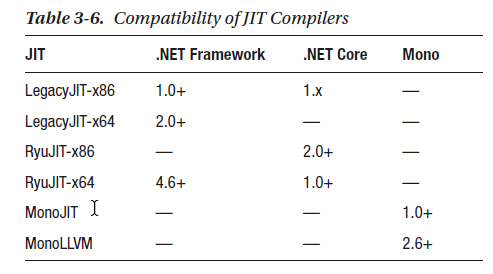 Table 3-6. Compatibility of JIT Compilers
JIT .NET Framework .NET Core Mono
LegacyJIT-x86 1.0+ 1.x —
LegacyJIT-x64 2.0+ — —
RyuJIT-x86 — 2.0+ —
RyuJIT-x64 4.6+ 1.0+ —
MonoJIT — — 1.0+
MonoLLVM — — 2.6+